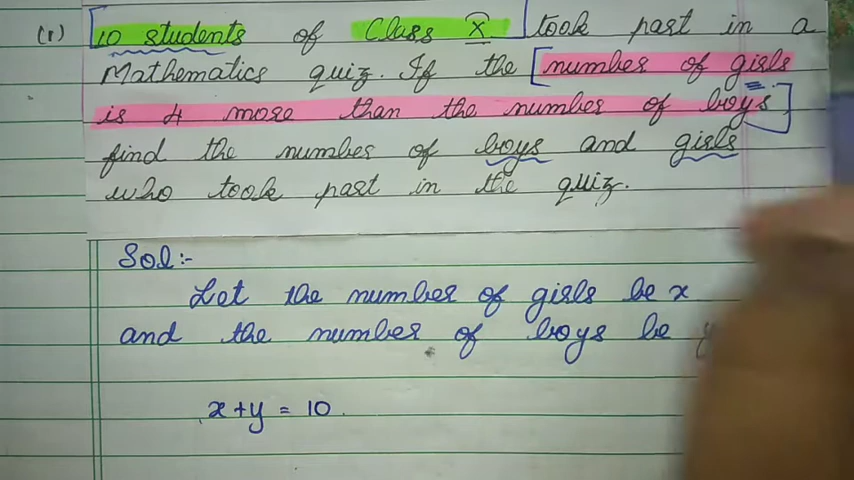 (1) 10 students of Class X took part in a
Mathematics quiz. If the number of girls
is 4 more than the number of boys
find the number of boys and girls
who took part in the quiz.
Sol:-
Let the number of girls be x
and the number of boys be
x+y = 10